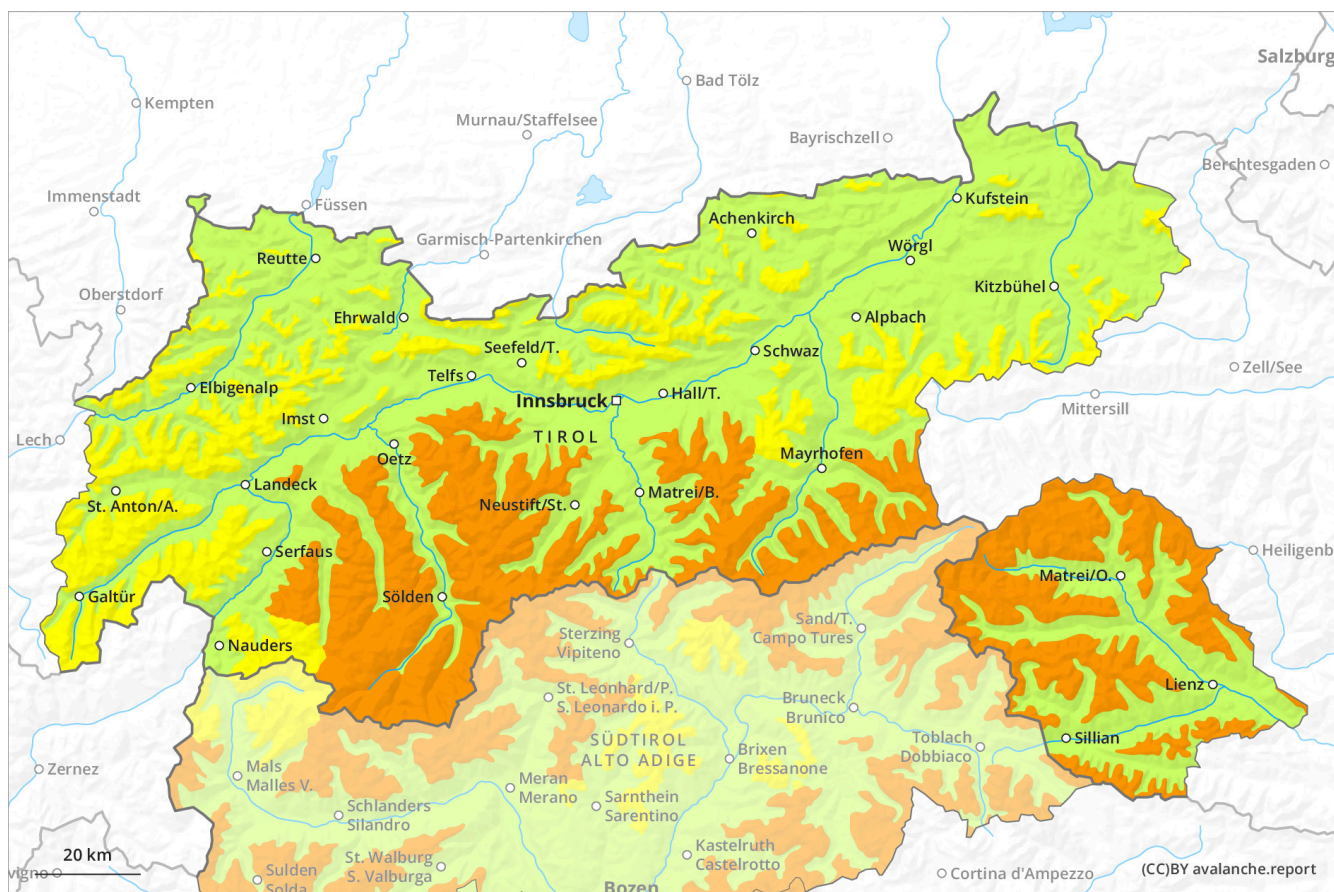 Salzburg
Bad Tölz
Kempten
Murnau/Staffelsee
Bayrischzell
Berchtesgaden
Immenstadt
Kufstein
Füssen
Achenkirch
Garmisch-Partenkirchen
Wörgl
Reutte
Kitzbühel
Oberstdorf
Ehrwald
Alpbach
Seefeld/T.
Schwaz
Zell/See
Telfs
Elbigenalp
Innsbruck
Hall/T.
Mittersill
Imst
Lech
TIROL
Mayrhofen
Oetz
Landeck
Matrei/B.
St. Anton/A.
Neustift/St.
Serfaus
Heiligenb
Matrei/O.
Galtür
Sölden
Sterzing
Vipiteno
Sand/T.
Campo Tures
Nauders
Lienz
St. Leonhard/P.
S. Leonardo i. P.
Bruneck
Brunico
Sillian
SÜDTIROL
ALTO ADIGE
Toblach
Dobbiaco
Brixen
Bressanone
Zernez
Mals
Malles V.
Meran
Merano
Sarnthein
Sarentino
Schlanders
Silandro
Kastelruth
Castelrotto
20 km
St. Walburg
S. Valburga
vigno
Sulden
Solda
Bozen
Cortina d'Ampezzo
(CC)BY avalanche.report